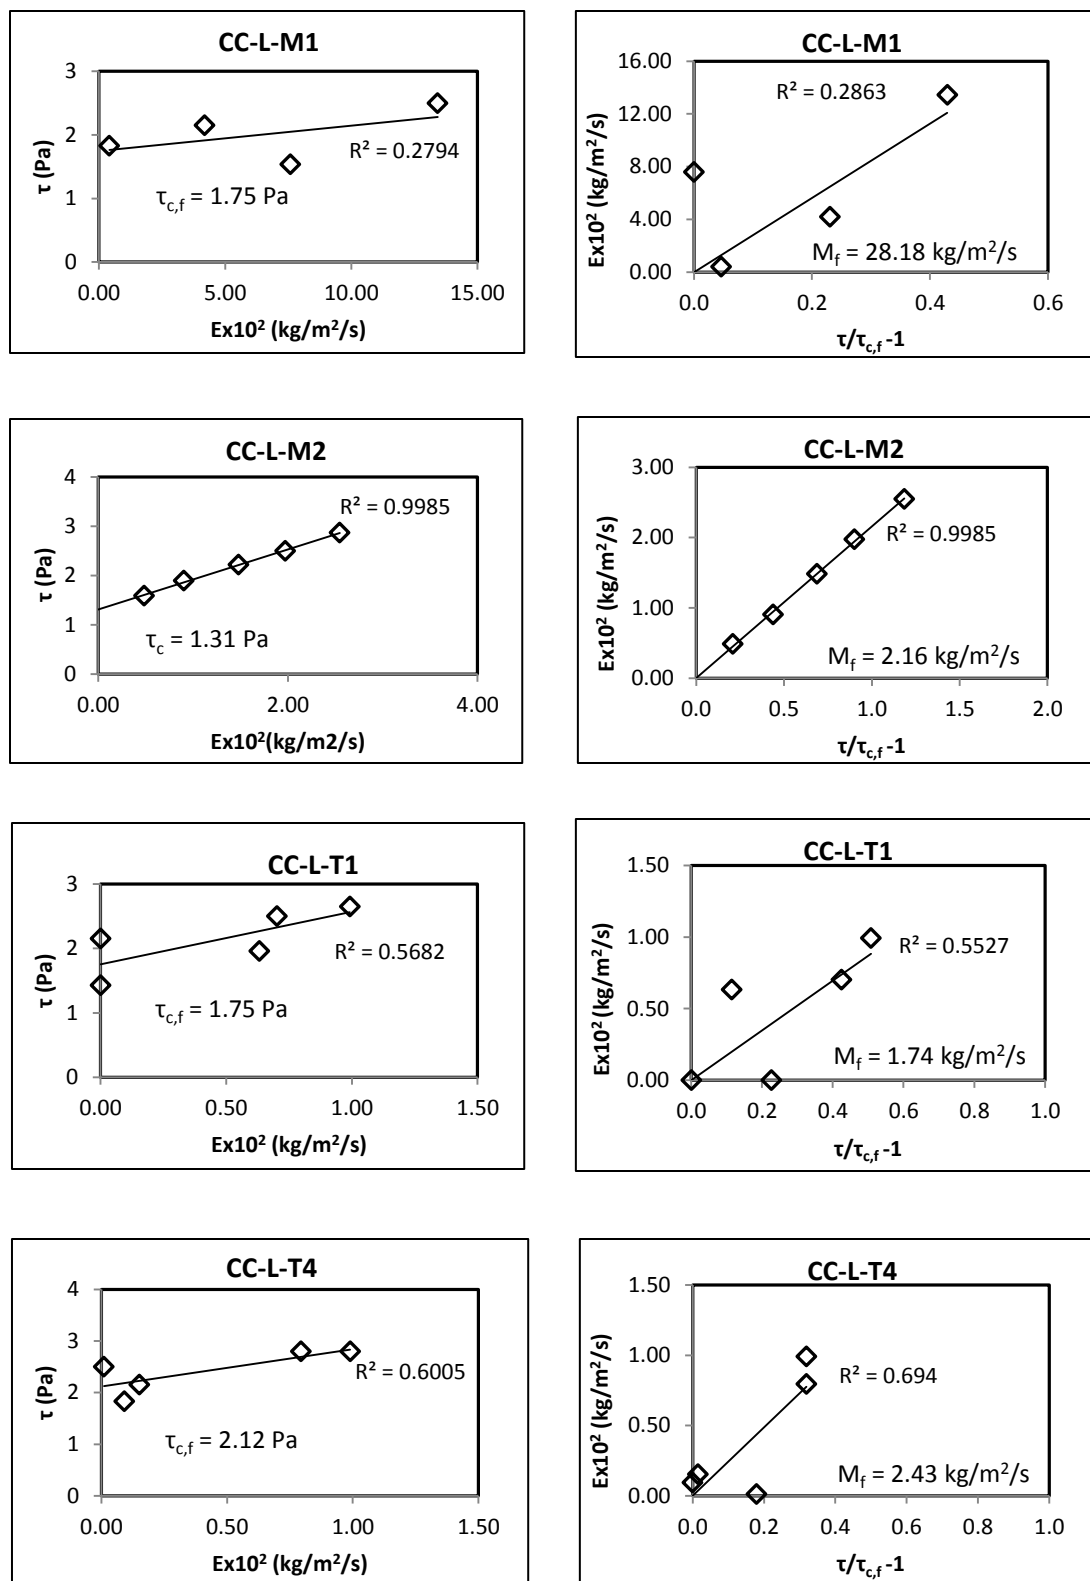 CC-L-M1
3
2
1
0
τ (Pa)
R² = 0.2794
τc,f = 1.75 Pa
0.00 5.00 10.00 15.00
Ex10² (kg/m²/s)
CC-L-M1
16.00
12.00
8.00
4.00
0.00
Ex10² (kg/m²/s)
R² = 0.2863
Mf = 28.18 kg/m²/s
0.0 0.2 0.4 0.6
τ/τc,f -1
CC-L-M2
4
3
2
1
0
τ (Pa)
R² = 0.9985
τc = 1.31 Pa
0.00 2.00 4.00
Ex10²(kg/m2/s)
CC-L-M2
3.00
2.00
1.00
0.00
Ex10² (kg/m²/s)
R² = 0.9985
Mf = 2.16 kg/m²/s
0.0 0.5 1.0 1.5 2.0
τ/τc,f -1
CC-L-T1
3
2
1
0
τ (Pa)
R² = 0.5682
τc,f = 1.75 Pa
0.00 0.50 1.00 1.50
Ex10² (kg/m²/s)
CC-L-T1
1.50
1.00
0.50
0.00
Ex10² (kg/m²/s)
R² = 0.5527
Mf = 1.74 kg/m²/s
0.0 0.2 0.4 0.6 0.8 1.0
τ/τc,f -1
CC-L-T4
4
3
2
1
0
τ (Pa)
R² = 0.6005
τc,f = 2.12 Pa
0.00 0.50 1.00 1.50
Ex10² (kg/m²/s)
CC-L-T4
1.50
1.00
0.50
0.00
Ex10² (kg/m²/s)
R² = 0.694
Mf = 2.43 kg/m²/s
0.0 0.2 0.4 0.6 0.8 1.0
τ/τc,f -1